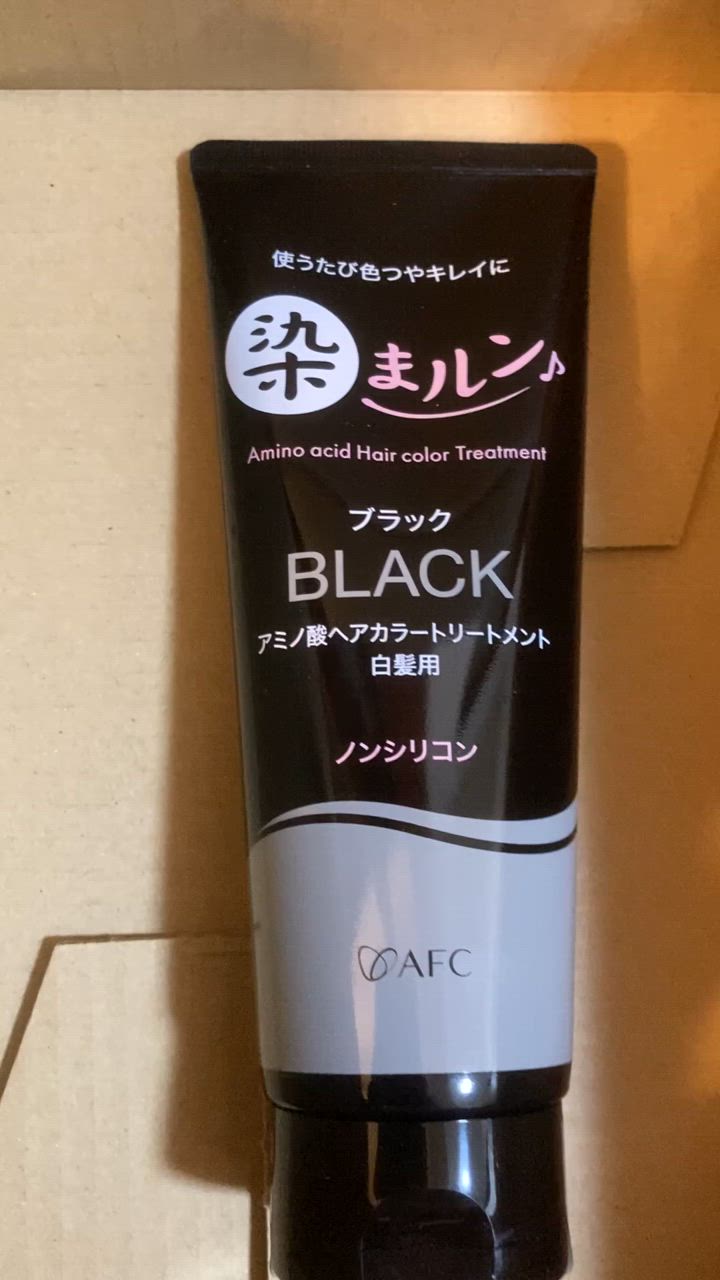 使うたび色つやキレイに
染まルン♪
Amino acid Hair color Treatment
ブラック
BLACK
アミノ酸ヘアカラートリートメント
白髪用
ノンシリコン
AFC